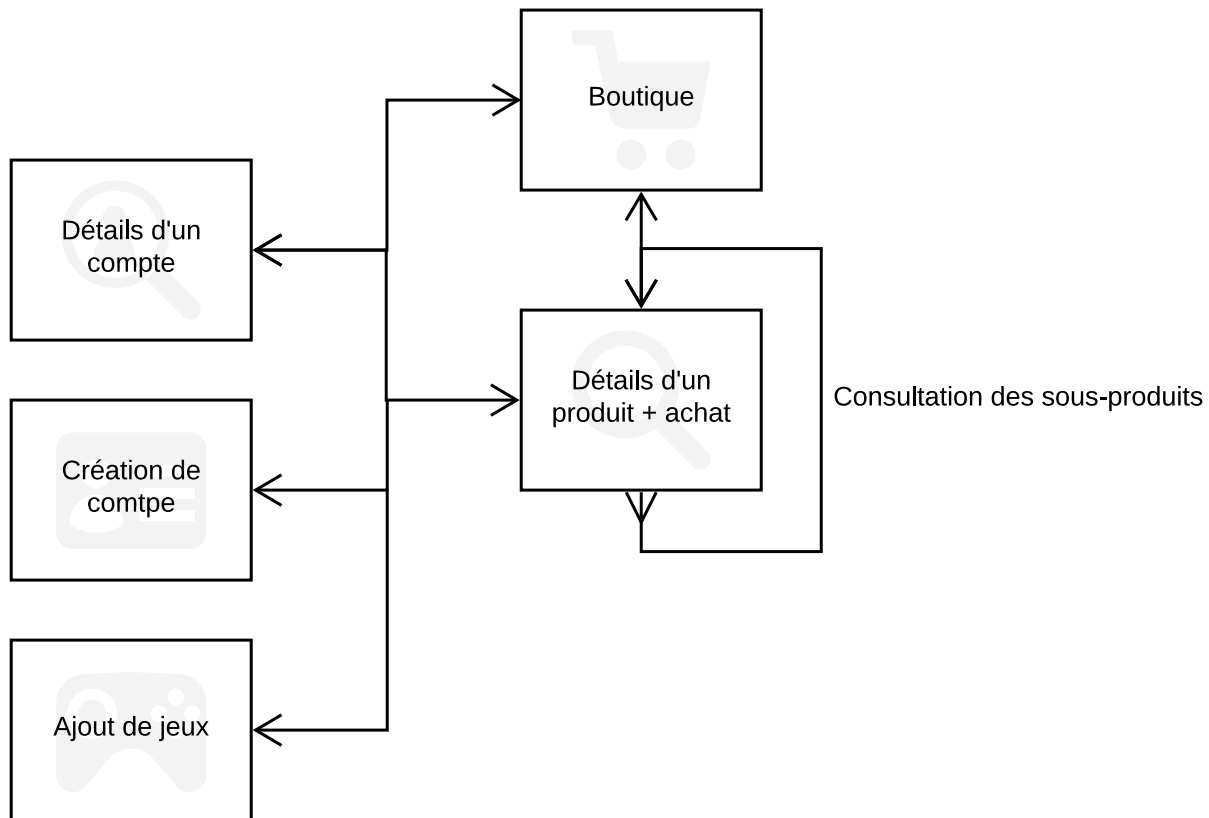 Boutique
Détails d'un
compte
Détails d'un
produit + achat
Consultation des sous-produits
Création de
comtpe
Ajout de jeux